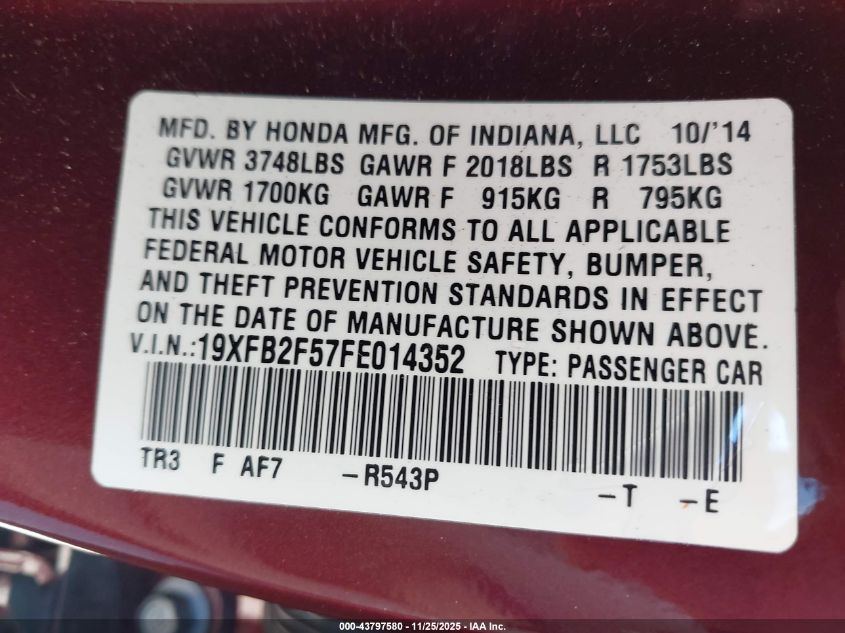 MFD. BY HONDA MFG. OF INDIANA, LLC 10/'14
GVWR 3748LBS GAWR F 2018LBS R 1753LBS
GVWR 1700KG GAWR F 915KG R 795KG
THIS VEHICLE CONFORMS TO ALL APPLICABLE
FEDERAL MOTOR VEHICLE SAFETY, BUMPER,
AND THEFT PREVENTION STANDARDS IN EFFECT
ON THE DATE OF MANUFACTURE SHOWN ABOVE.
V.I.N.:19XFB2F57FE014352 TYPE: PASSENGER CAR
TR3 F AF7 -R543P -T -E
000-43797580 | 11/25/2025 - IAA Inc.